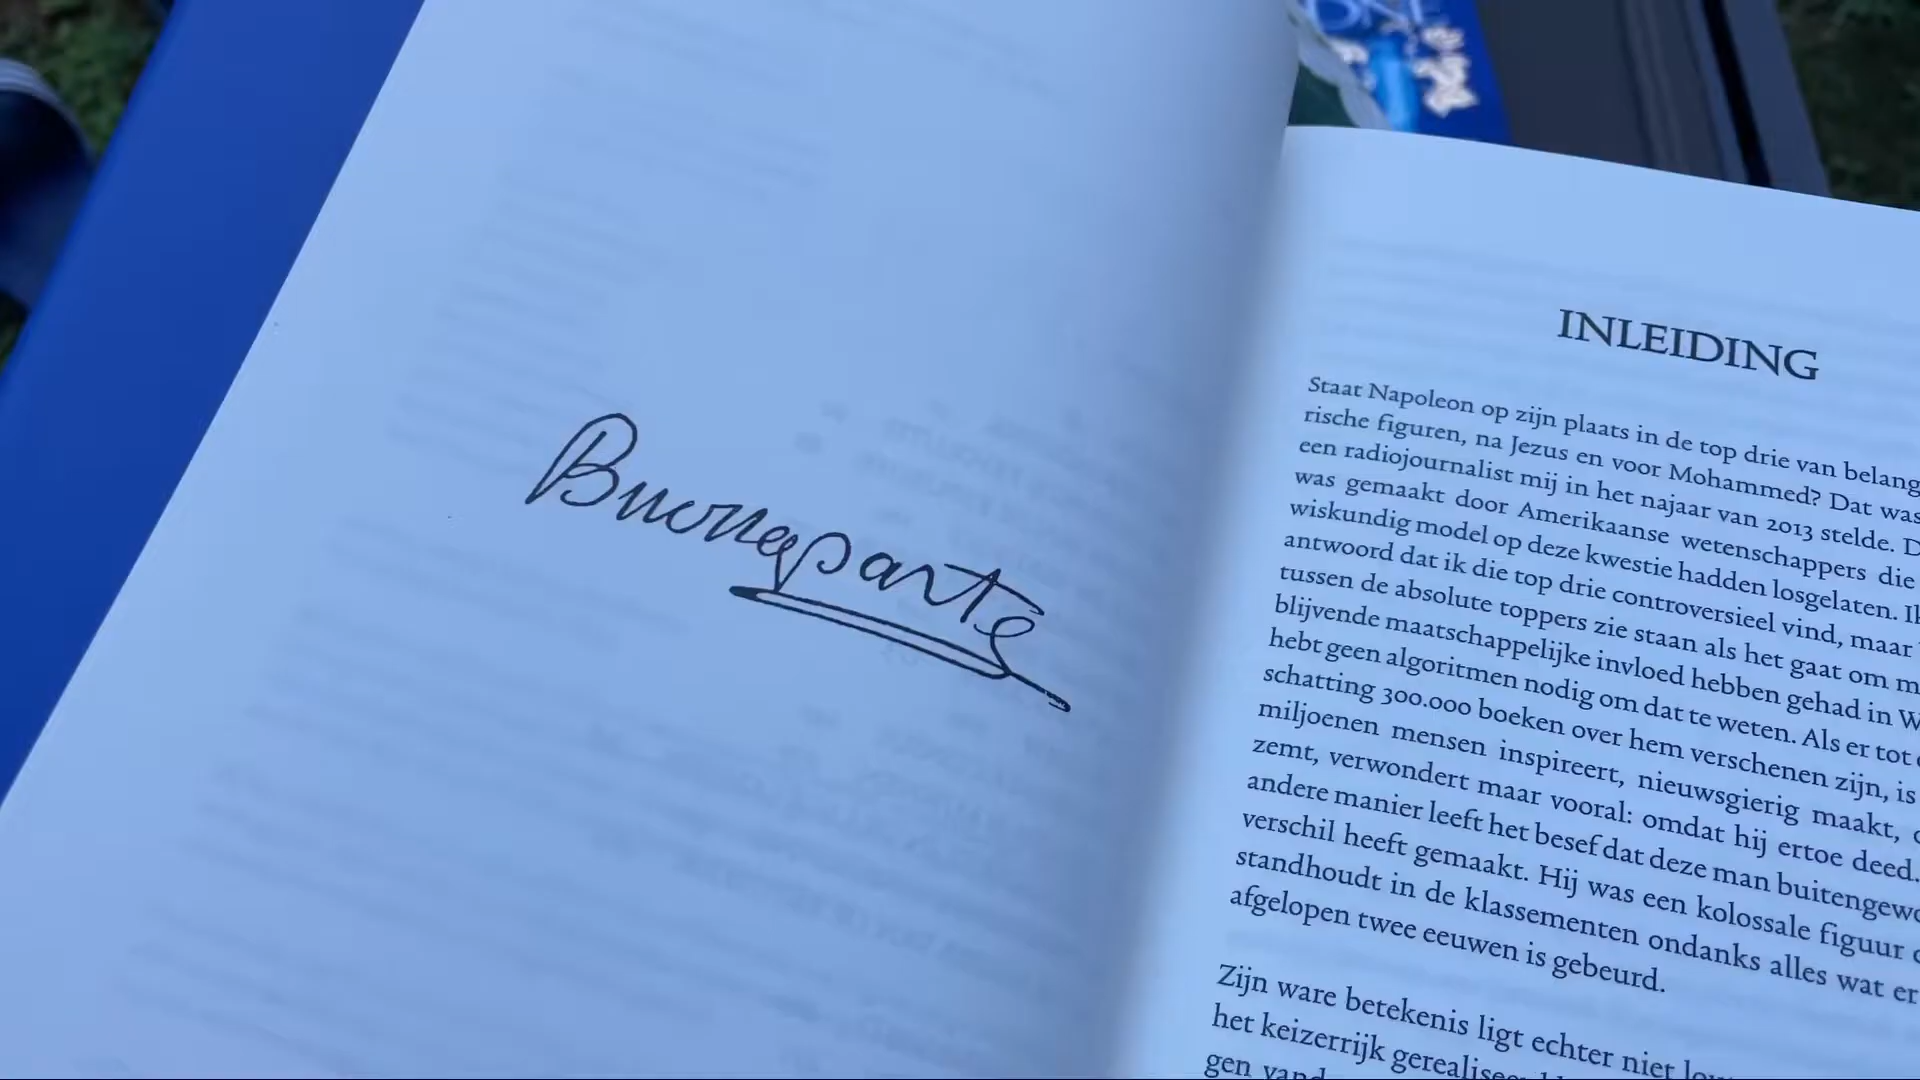 Buonaparte
INLEIDING
Staat Napoleon op zijn plaats in de top drie van belang
rische figuren, na Jezus en voor Mohammed? Dat was
een radiojournalist mij in het najaar van 2013 stelde. D
was gemaakt door Amerikaanse wetenschappers die
wiskundig model op deze kwestie hadden losgelaten. Ik
antwoord dat ik die top drie controversieel vind, maar
tussen de absolute toppers zie staan als het gaat om m
blijvende maatschappelijke invloed hebben gehad in W
hebt geen algoritmen nodig om dat te weten. Als er tot
schatting 300.000 boeken over hem verschenen zijn, is
miljoenen mensen inspireert, nieuwsgierig maakt,
zemt, verwondert maar vooral: omdat hij ertoe deed.
andere manier leeft het besef dat deze man buitengewo
verschil heeft gemaakt. Hij was een kolossale figuur
standhoudt in de klassementen ondanks alles wat er
afgelopen twee eeuwen is gebeurd.
Zijn ware betekenis ligt echter niet
het keizerrijk
gen